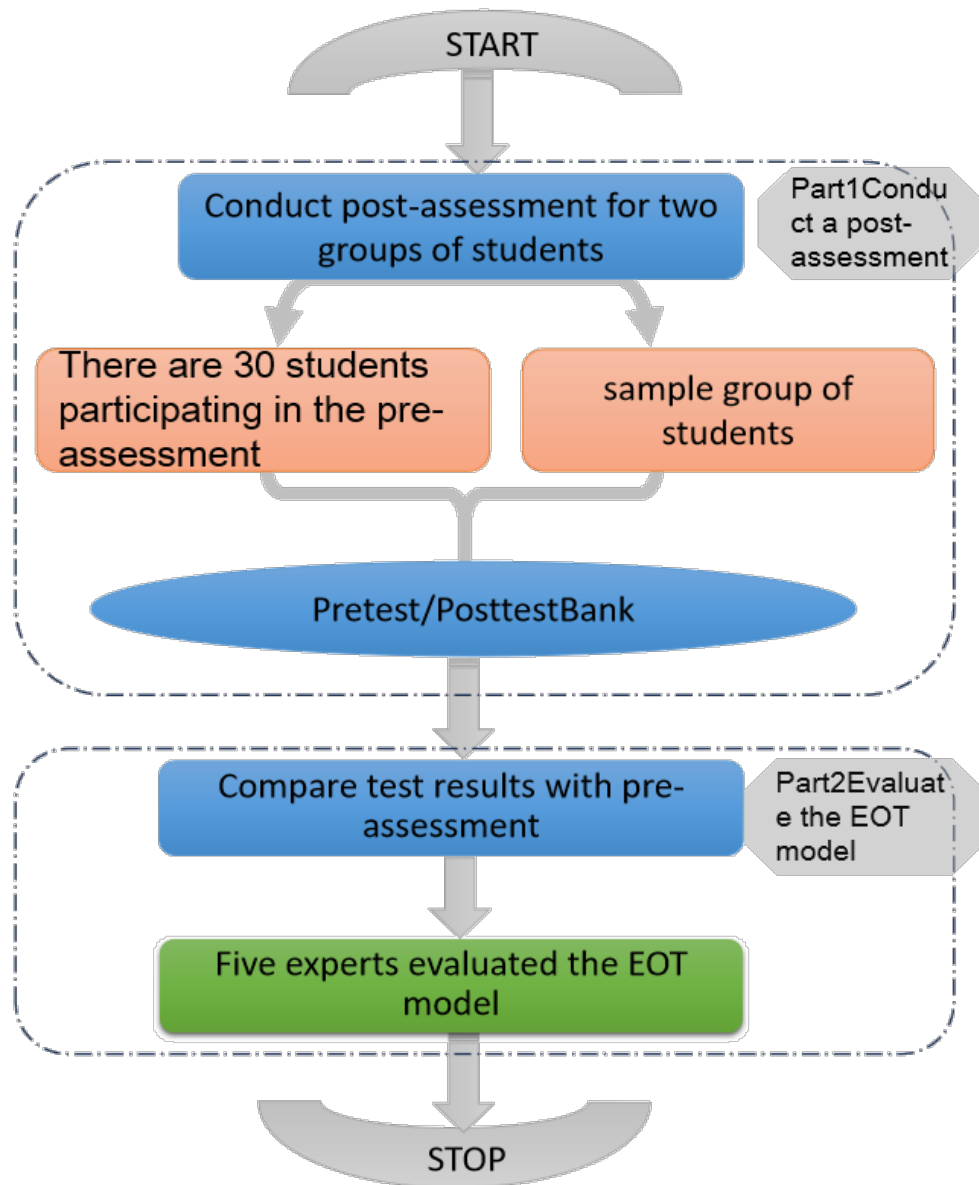 START
Conduct post-assessment for two
groups of students
Part1Condu
ct a post-
assessment
There are 30 students
participating in the pre-
assessment
sample group of
students
Pretest/PosttestBank
Compare test results with pre-
assessment
Part2Evaluat
e the EOT
model
Five experts evaluated the EOT
model
STOP